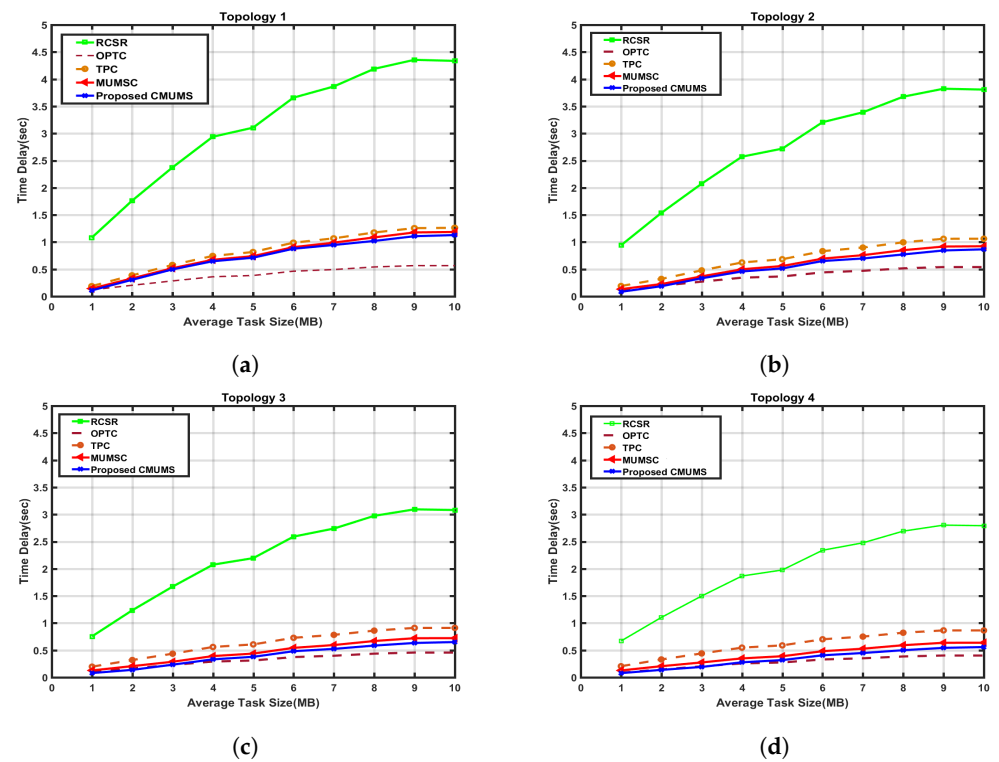 Topology 1
5
4.5
4
3.5
3
2.5
2
1.5
1
0.5
0
Time Delay(sec)
RCSR
OPTC
TPC
MUMSC
Proposed CMUMS
0 1 2 3 4 5 6 7 8 9 10
Average Task Size(MB)
(a)
Topology 2
5
4.5
4
3.5
3
2.5
2
1.5
1
0.5
0
Time Delay(sec)
RCSR
OPTC
TPC
MUMSC
Proposed CMUMS
0 1 2 3 4 5 6 7 8 9 10
Average Task Size(MB)
(b)
Topology 3
5
4.5
4
3.5
3
2.5
2
1.5
1
0.5
0
Time Delay(sec)
RCSR
OPTC
TPC
MUMSC
Proposed CMUMS
0 1 2 3 4 5 6 7 8 9 10
Average Task Size(MB)
(c)
Topology 4
5
4.5
4
3.5
3
2.5
2
1.5
1
0.5
0
Time Delay(sec)
RCSR
OPTC
TPC
MUMSC
Proposed CMUMS
0 1 2 3 4 5 6 7 8 9 10
Average Task Size(MB)
(d)